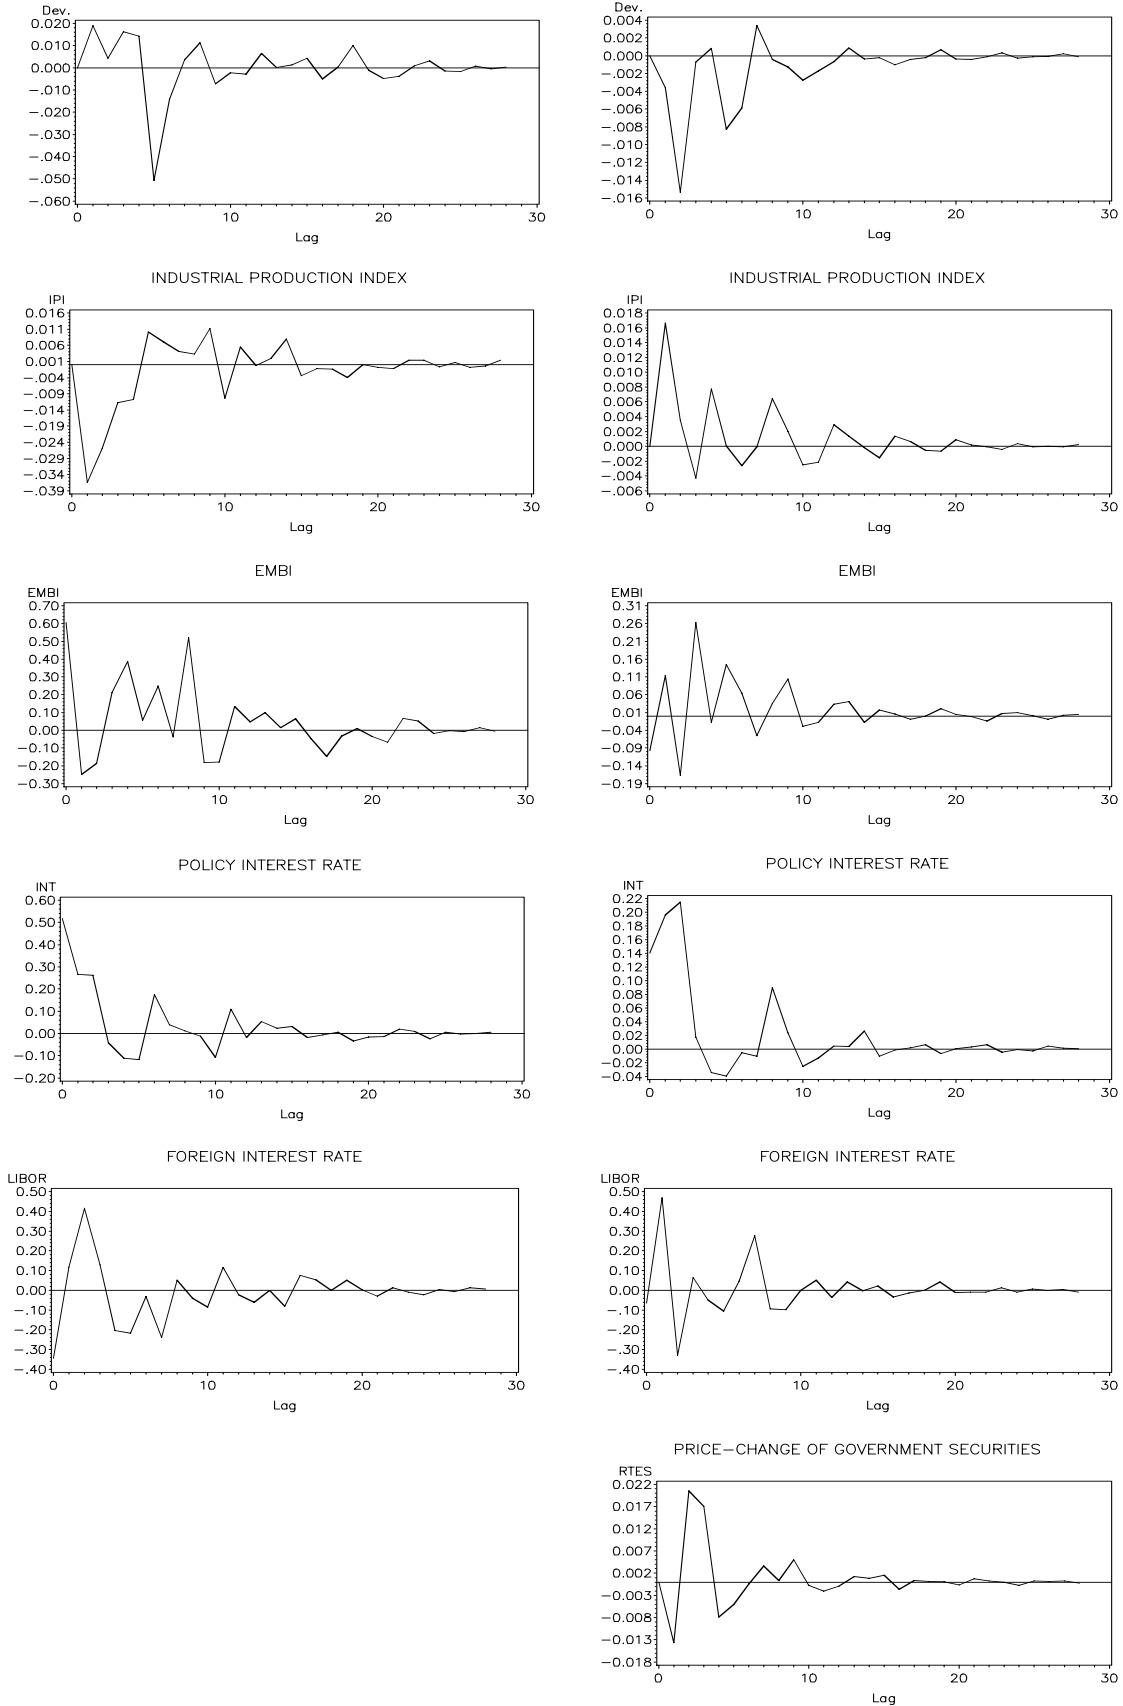 Dev.
0.020
0.010
0.000
−.010
−.020
−.030
−.040
−.050
−.060
0 10 20 30
Lag
Dev.
0.004
0.002
0.000
−.002
−.004
−.006
−.008
−.010
−.012
−.014
−.016
0 10 20 30
Lag
INDUSTRIAL PRODUCTION INDEX
IPI
0.016
0.011
0.006
0.001
−.004
−.009
−.014
−.019
−.024
−.029
−.034
−.039
0 10 20 30
Lag
INDUSTRIAL PRODUCTION INDEX
IPI
0.018
0.016
0.014
0.012
0.010
0.008
0.006
0.004
0.002
0.000
−.002
−.004
−.006
0 10 20 30
Lag
EMBI
EMBI
0.70
0.60
0.50
0.40
0.30
0.20
0.10
0.00
−0.10
−0.20
−0.30
0 10 20 30
Lag
EMBI
EMBI
0.31
0.26
0.21
0.16
0.11
0.06
0.01
−0.04
−0.09
−0.14
−0.19
0 10 20 30
Lag
POLICY INTEREST RATE
INT
0.60
0.50
0.40
0.30
0.20
0.10
0.00
−0.10
−0.20
0 10 20 30
Lag
POLICY INTEREST RATE
INT
0.22
0.20
0.18
0.16
0.14
0.12
0.10
0.08
0.06
0.04
0.02
0.00
−0.02
−0.04
0 10 20 30
Lag
FOREIGN INTEREST RATE
LIBOR
0.50
0.40
0.30
0.20
0.10
0.00
−.10
−.20
−.30
−.40
0 10 20 30
Lag
FOREIGN INTEREST RATE
LIBOR
0.50
0.40
0.30
0.20
0.10
0.00
−.10
−.20
−.30
−.40
0 10 20 30
Lag
PRICE−CHANGE OF GOVERNMENT SECURITIES
RTES
0.022
0.017
0.012
0.007
0.002
−0.003
−0.008
−0.013
−0.018
0 10 20 30
Lag